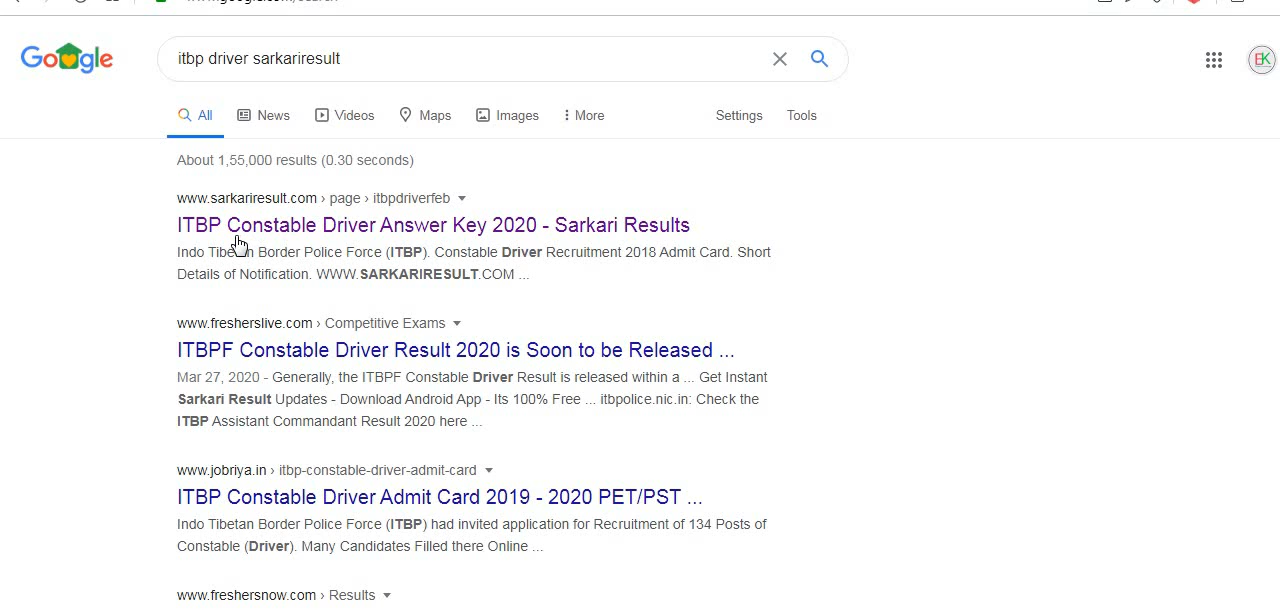 Google
itbp driver sarkariresult
All News Videos Maps Images More Settings Tools
About 1,55,000 results (0.30 seconds)
www.sarkariresult.com › page › itbpdriverfeb
ITBP Constable Driver Answer Key 2020 - Sarkari Results
Indo Tibetan Border Police Force (ITBP). Constable Driver Recruitment 2018 Admit Card. Short
Details of Notification. WWW.SARKARIRESULT.COM ...
www.fresherslive.com › Competitive Exams
ITBPF Constable Driver Result 2020 is Soon to be Released ...
Mar 27, 2020 - Generally, the ITBPF Constable Driver Result is released within a ... Get Instant
Sarkari Result Updates - Download Android App - Its 100% Free ... itbpolice.nic.in: Check the
ITBP Assistant Commandant Result 2020 here ...
www.jobriya.in › itbp-constable-driver-admit-card
ITBP Constable Driver Admit Card 2019 - 2020 PET/PST ...
Indo Tibetan Border Police Force (ITBP) had invited application for Recruitment of 134 Posts of
Constable (Driver). Many Candidates Filled there Online ...
www.freshersnow.com › Results